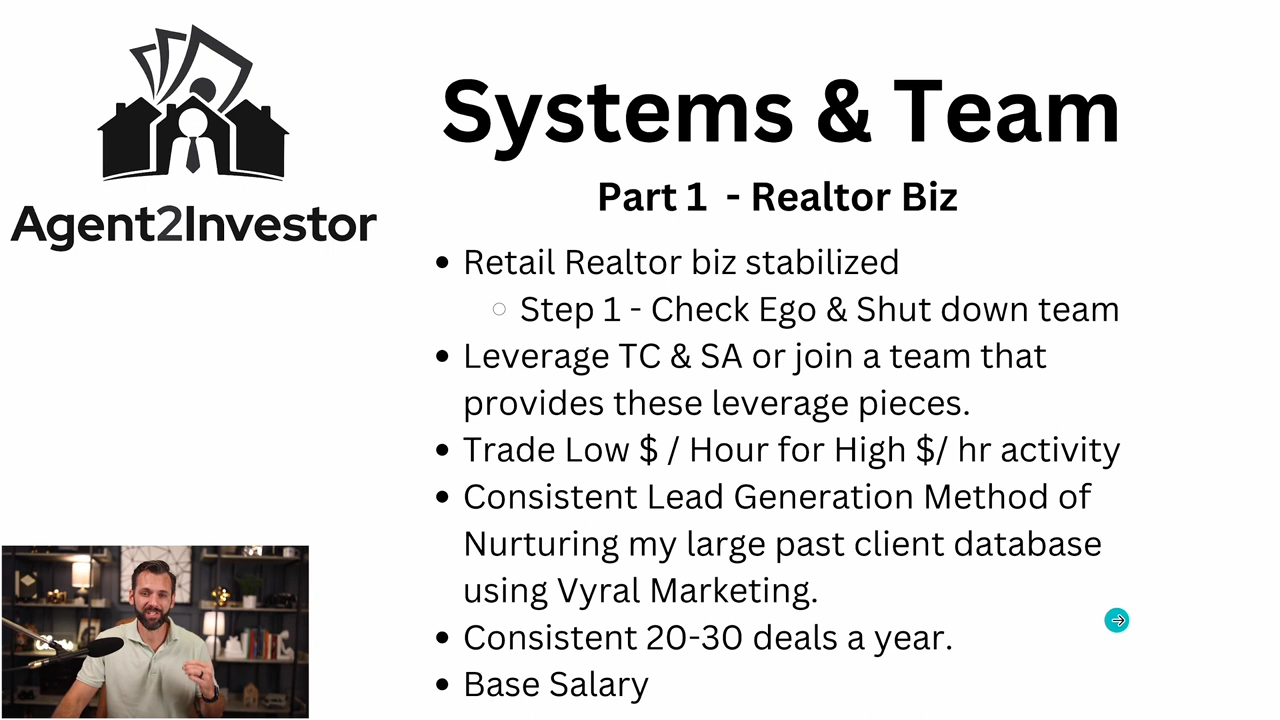 Agent2Investor
Systems & Team
Part 1 - Realtor Biz
• Retail Realtor biz stabilized
○ Step 1 - Check Ego & Shut down team
• Leverage TC & SA or join a team that
provides these leverage pieces.
• Trade Low $ / Hour for High $/ hr activity
• Consistent Lead Generation Method of
Nurturing my large past client database
using Vyral Marketing.
• Consistent 20-30 deals a year.
• Base Salary